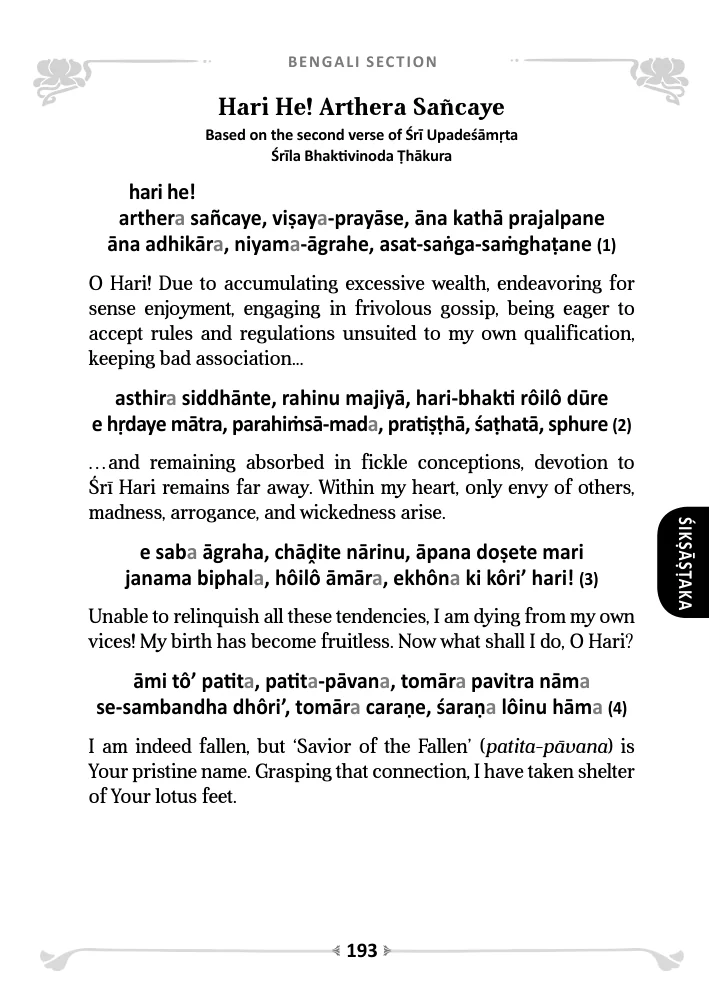 BENGALI SECTION
Hari He! Arthera Sañcaye
Based on the second verse of Śrī Upadeśāmṛta
Śrīla Bhaktivinoda Ṭhākura
hari he!
arthera sañcaye, viṣaya-prayāse, āna kathā prajalpane
āna adhikāra, niyama-āgrahe, asat-saṅga-saṁghaṭane (1)
O Hari! Due to accumulating excessive wealth, endeavoring for
sense enjoyment, engaging in frivolous gossip, being eager to
accept rules and regulations unsuited to my own qualification,
keeping bad association...
asthira siddhānte, rahinu majiyā, hari-bhakti rôilô dūre
e hṛdaye mātra, parahiṁsā-mada, pratiṣṭhā, śaṭhatā, sphure (2)
…and remaining absorbed in fickle conceptions, devotion to
Śrī Hari remains far away. Within my heart, only envy of others,
madness, arrogance, and wickedness arise.
e saba āgraha, chāḍ̮ite nārinu, āpana doṣete mari
janama biphala, hôilô āmāra, ekhôna ki kôri’ hari! (3)
Unable to relinquish all these tendencies, I am dying from my own
vices! My birth has become fruitless. Now what shall I do, O Hari?
āmi tô’ patita, patita-pāvana, tomāra pavitra nāma
se-sambandha dhôri’, tomāra caraṇe, śaraṇa lôinu hāma (4)
I am indeed fallen, but ‘Savior of the Fallen’ (patita-pāvana) is
Your pristine name. Grasping that connection, I have taken shelter
of Your lotus feet.
ŚIKṢĀṢṬAKA
193